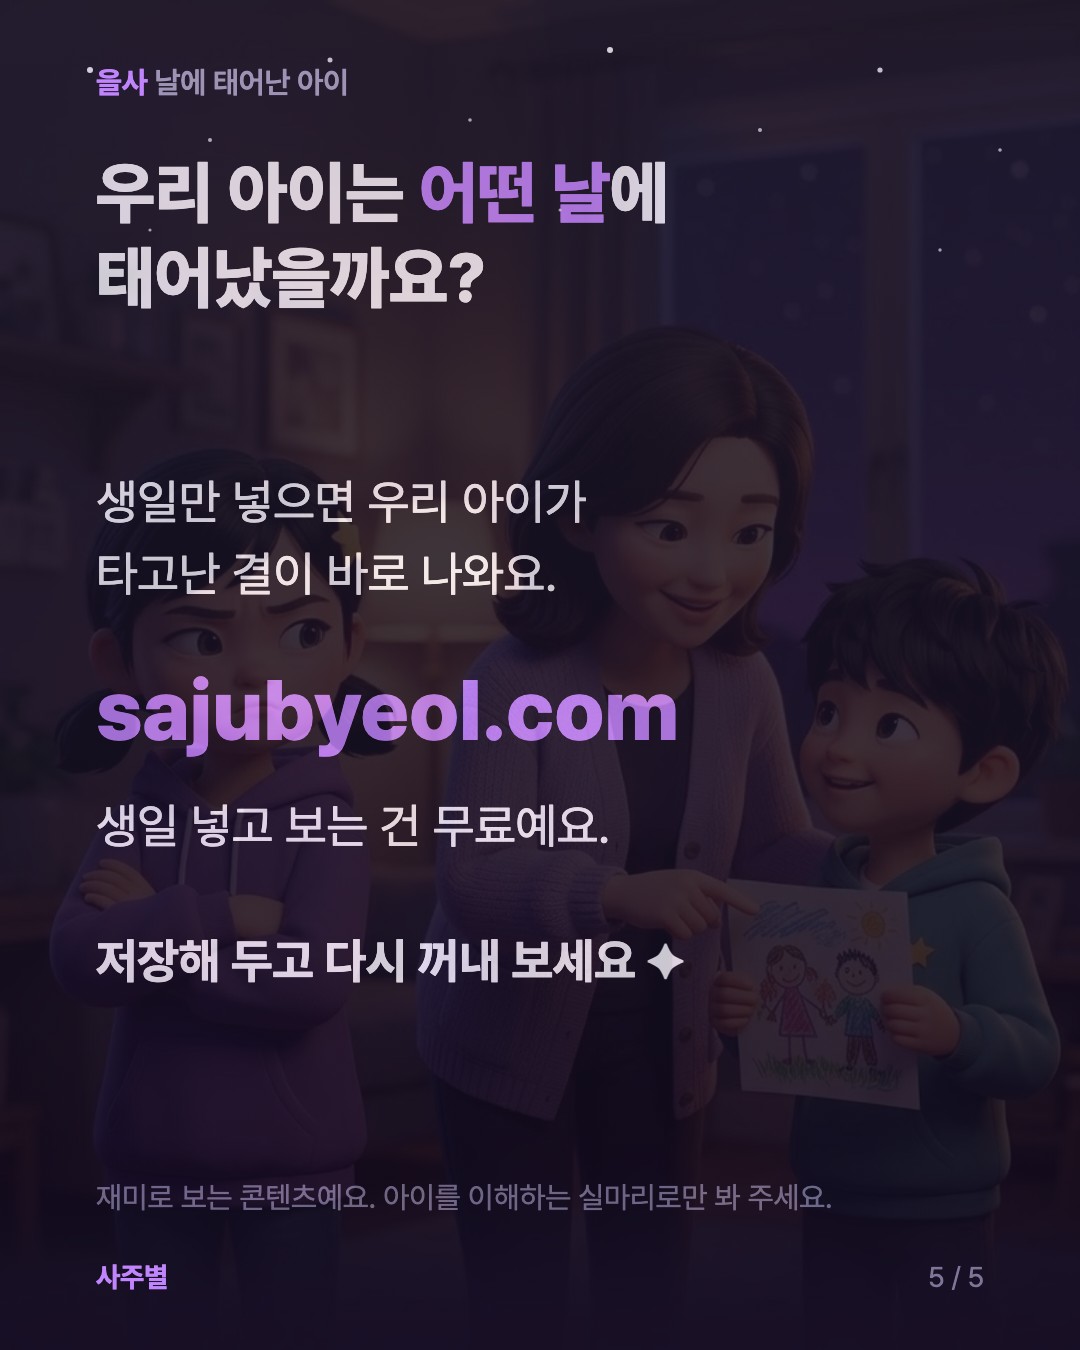 을사 날에 태어난 아이
우리 아이는 어떤 날에
태어났을까요?
생일만 넣으면 우리 아이가
타고난 결이 바로 나와요.
sajubyeol.com
생일 넣고 보는 건 무료예요.
저장해 두고 다시 꺼내 보세요 ✦
재미로 보는 콘텐츠예요. 아이를 이해하는 실마리로만 봐 주세요.
사주별
5 / 5